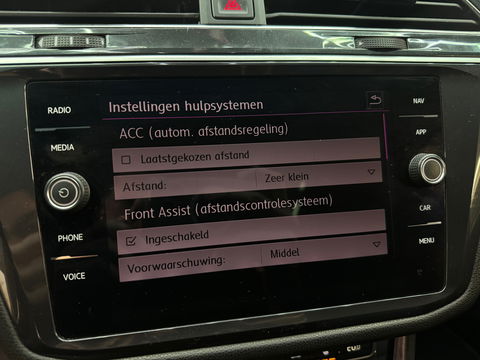 Instellingen hulpsystemen
RADIO
MEDIA
PHONE
VOICE
ACC (autom. afstandsregeling)
Laatstgekozen afstand
Afstand: Zeer klein
Front Assist (afstandscontrolesysteem)
Ingeschakeld
Voorwaarschuwing: Middel
NAV
APP
CAR
MENU